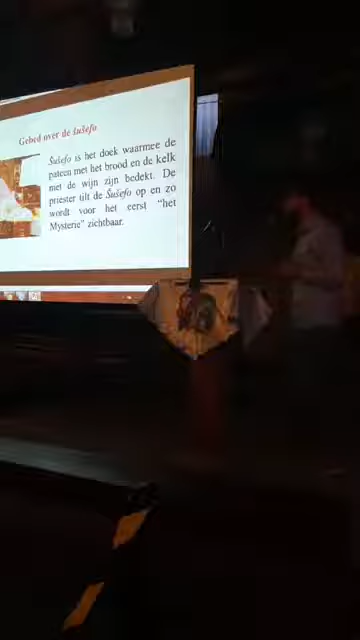 Gebed over de šušefo
Šušefo is het doek waarmee de
pateen met het brood en de kelk
met de wijn zijn bedekt. De
priester tilt de Šušefo op en zo
wordt voor het eerst "het
Mysterie" zichtbaar.